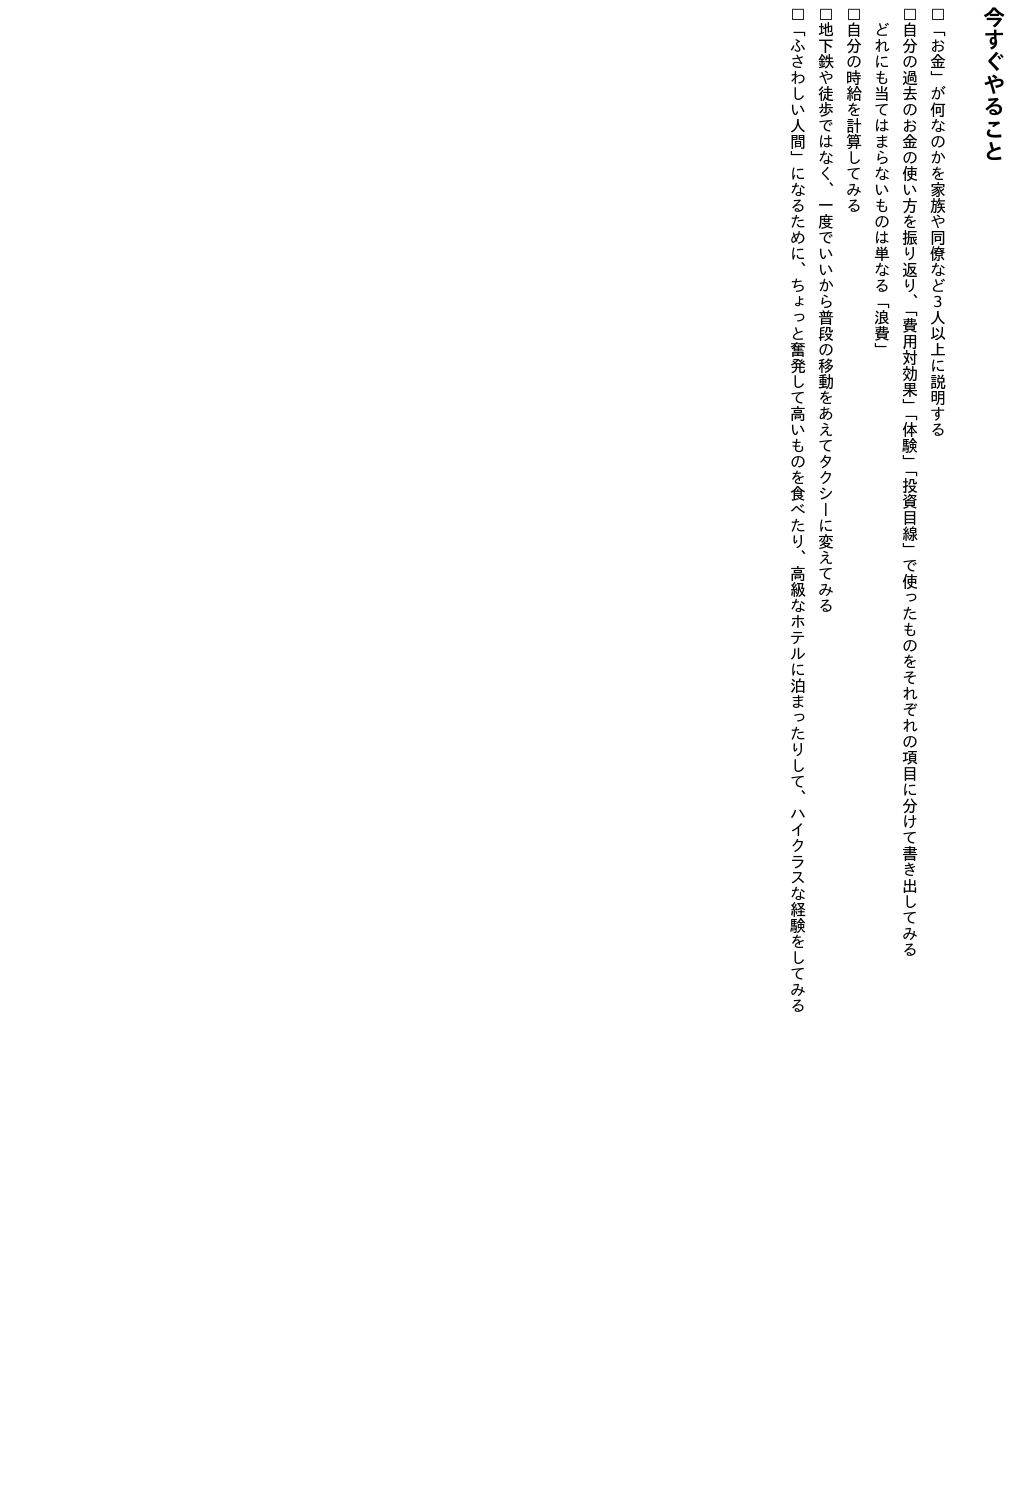 今すぐやること
□「お金」が何なのかを家族や同僚など3人以上に説明する
□自分の過去のお金の使い方を振り返り、「費用対効果」「体験」「投資目線」で使ったものをそれぞれの項目に分けて書き出してみる
どれにも当てはまらないものは単なる「浪費」
□自分の時給を計算してみる
□地下鉄や徒歩ではなく、一度でいいから普段の移動をあえてタクシーに変えてみる
□「ふさわしい人間」になるために、ちょっと奮発して高いものを食べたり、高級なホテルに泊まったりして、ハイクラスな経験をしてみる